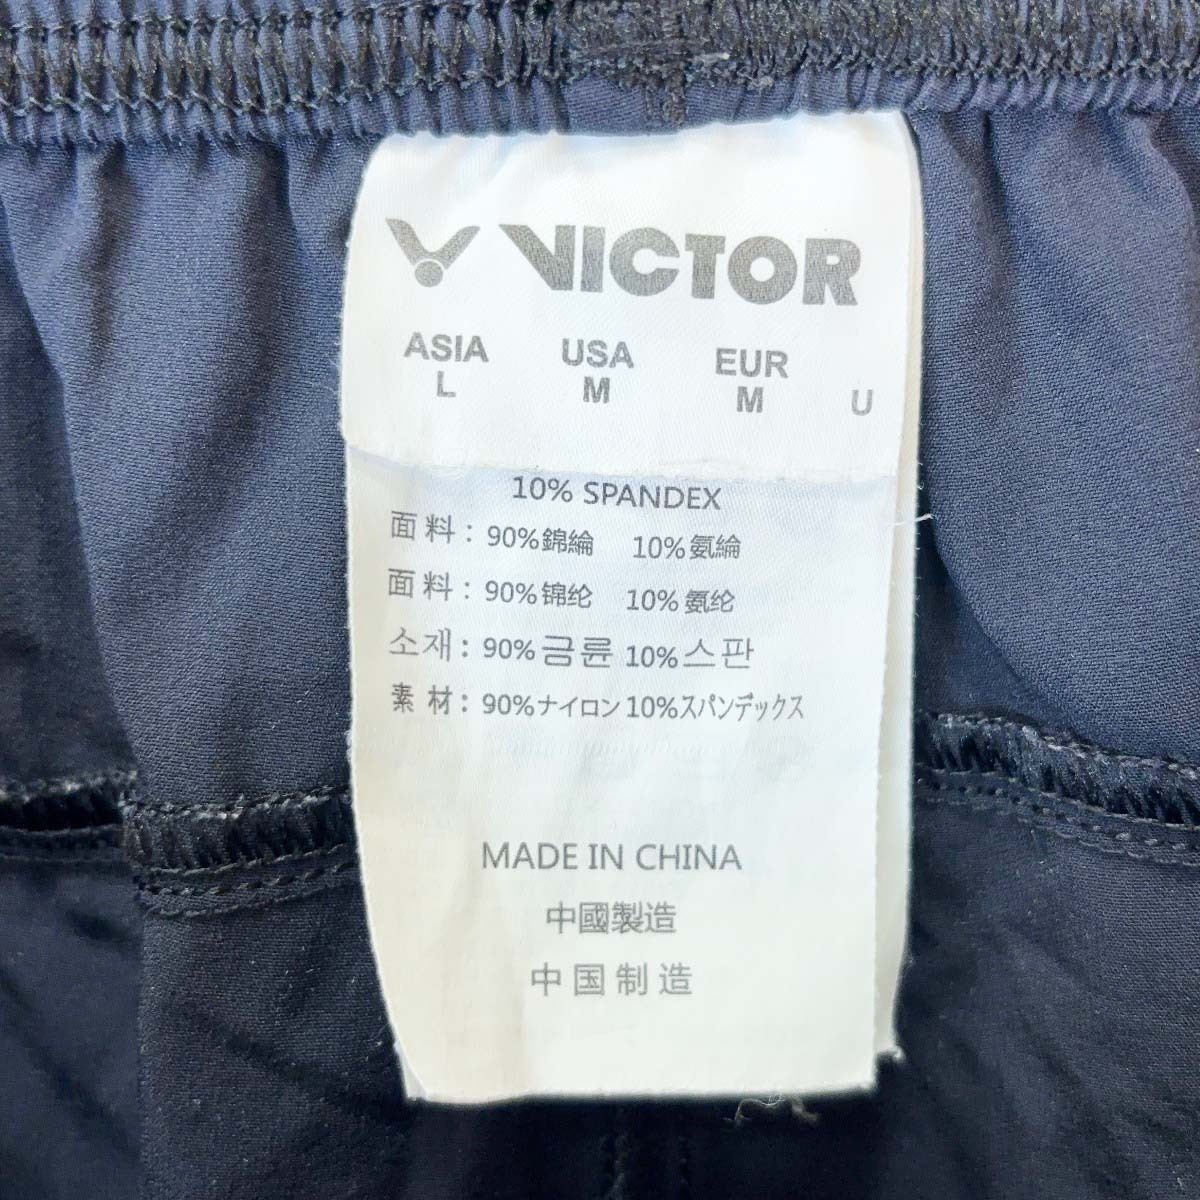 VICTOR
ASIA USA EUR
L M M U
10% SPANDEX
面料：90%錦綸 10%氨綸
面料：90%锦纶 10%氨纶
소재：90%금륜 10%스판
素材：90%ナイロン 10%スパンデックス
MADE IN CHINA
中國製造
中国制造